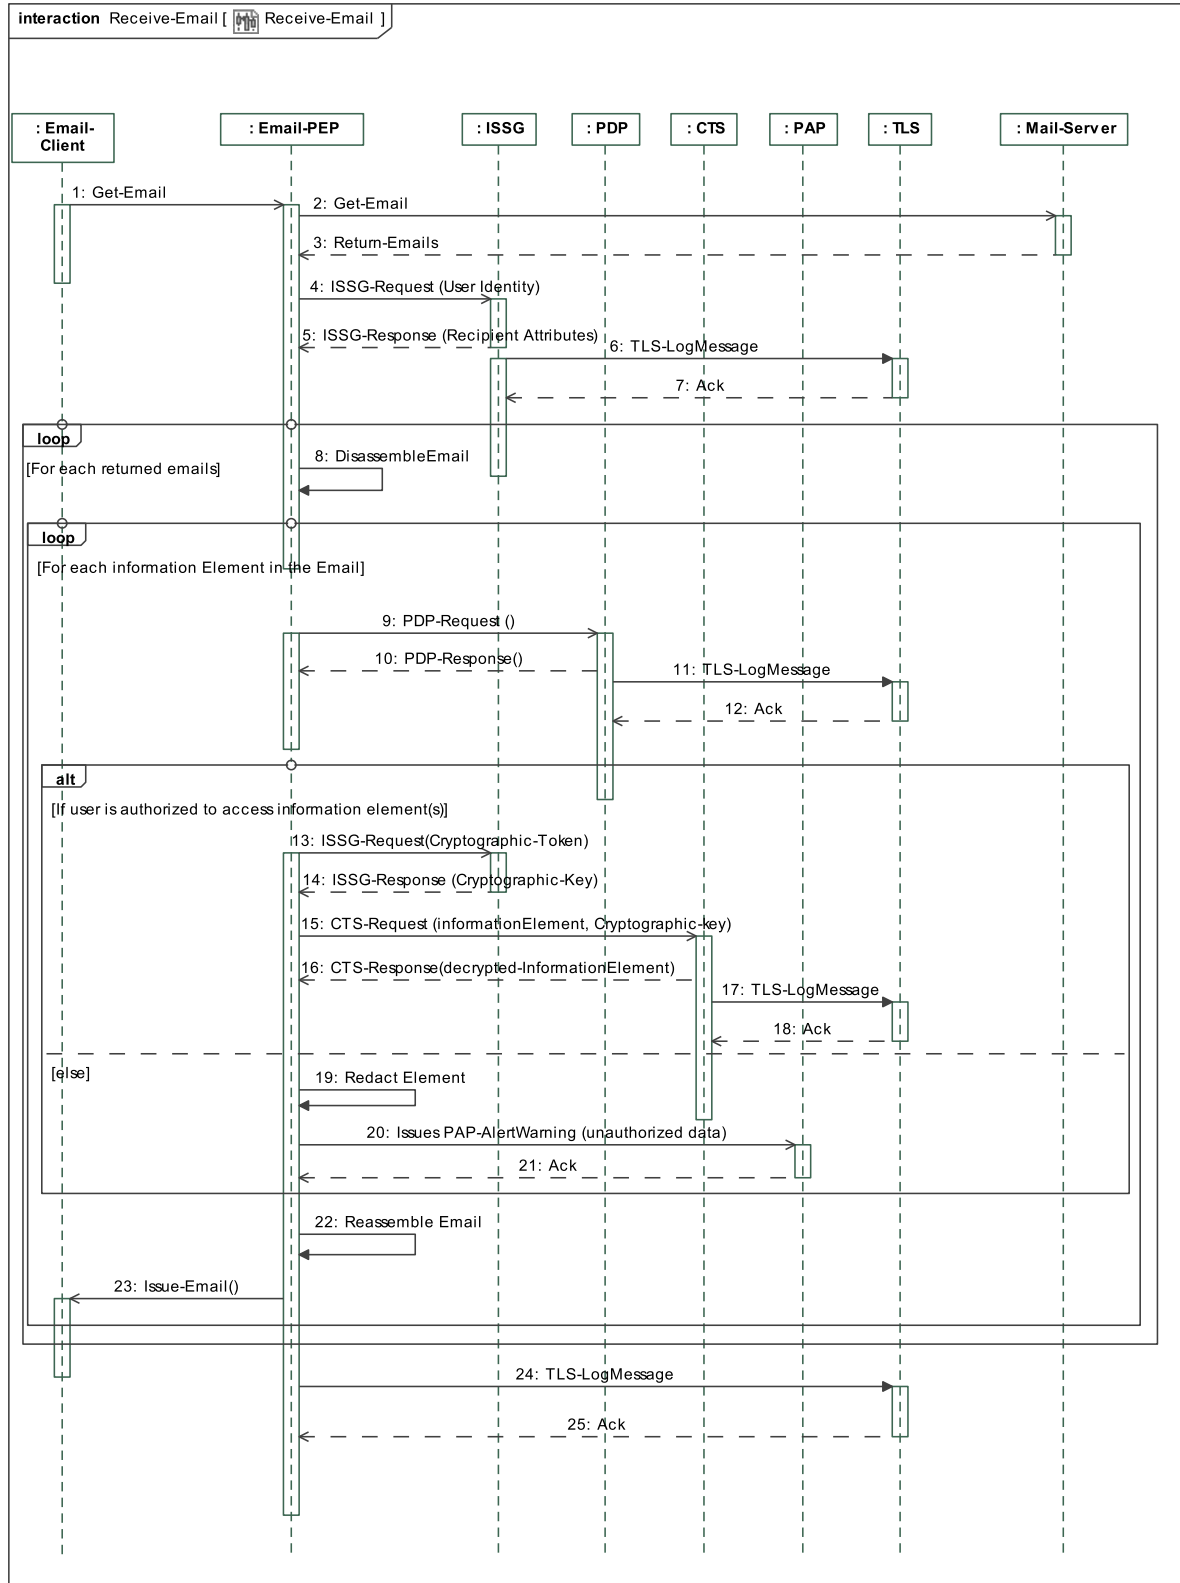 interaction Receive-Email [ Receive-Email ]
: Email-
Client
: Email-PEP
: ISSG
: PDP
: CTS
: PAP
: TLS
: Mail-Server
1: Get-Email
2: Get-Email
3: Return-Emails
4: ISSG-Request (User Identity)
5: ISSG-Response (Recipient Attributes)
6: TLS-LogMessage
7: Ack
loop
[For each returned emails]
8: DisassembleEmail
loop
[For each information Element in the Email]
9: PDP-Request ()
10: PDP-Response()
11: TLS-LogMessage
12: Ack
alt
[If user is authorized to access information element(s)]
13: ISSG-Request(Cryptographic-Token)
14: ISSG-Response (Cryptographic-Key)
15: CTS-Request (informationElement, Cryptographic-key)
16: CTS-Response(decrypted-InformationElement)
17: TLS-LogMessage
18: Ack
[else]
19: Redact Element
20: Issues PAP-AlertWarning (unauthorized data)
21: Ack
22: Reassemble Email
23: Issue-Email()
24: TLS-LogMessage
25: Ack